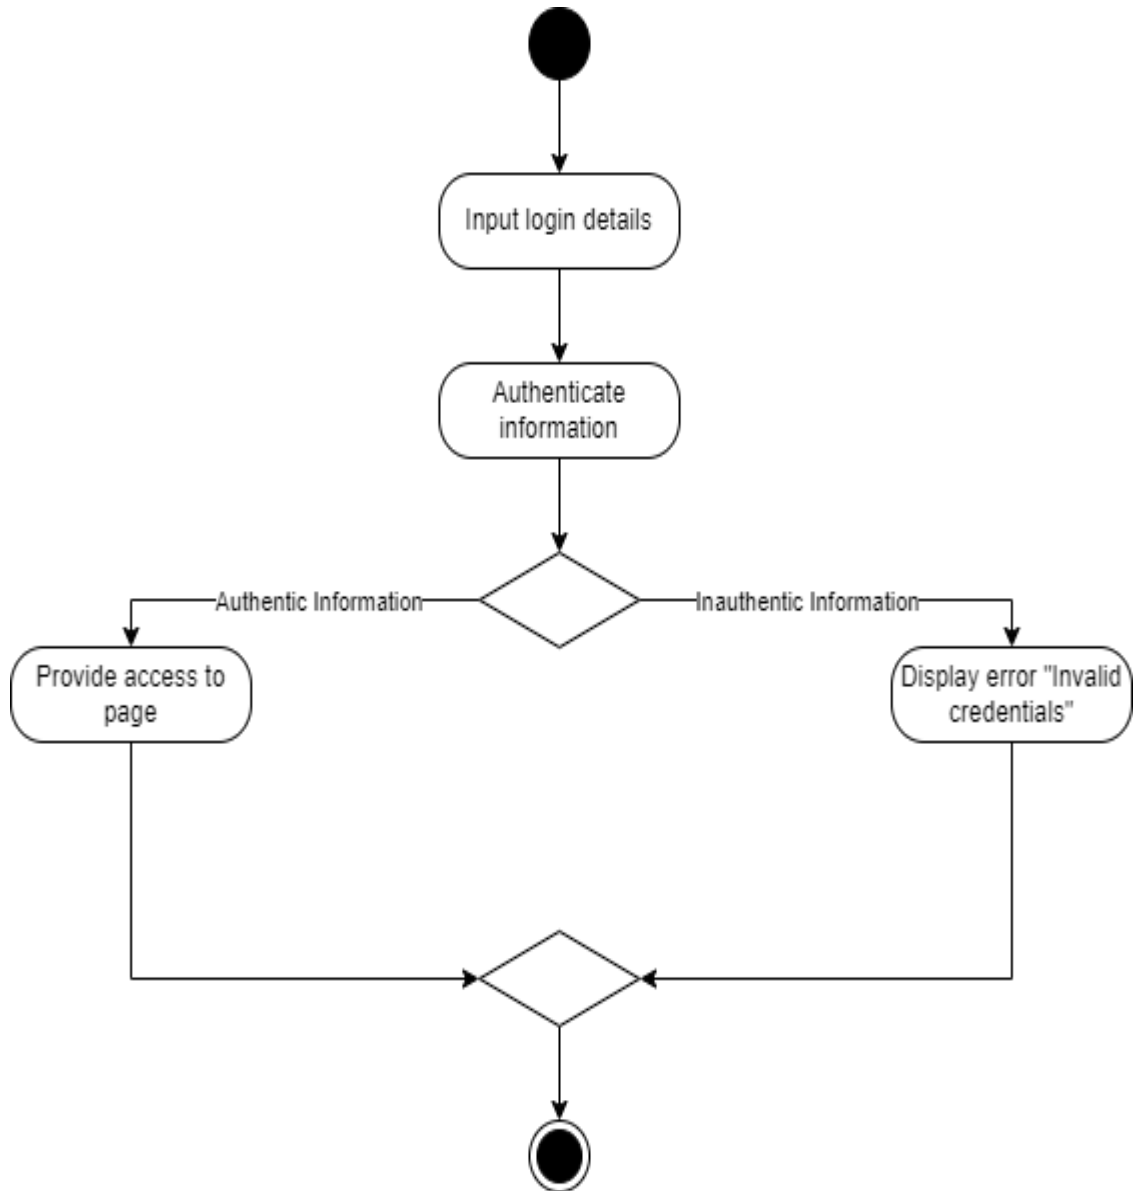 Input login details
Authenticate
information
Authentic Information
Inauthentic Information
Provide access to
page
Display error "Invalid
credentials"